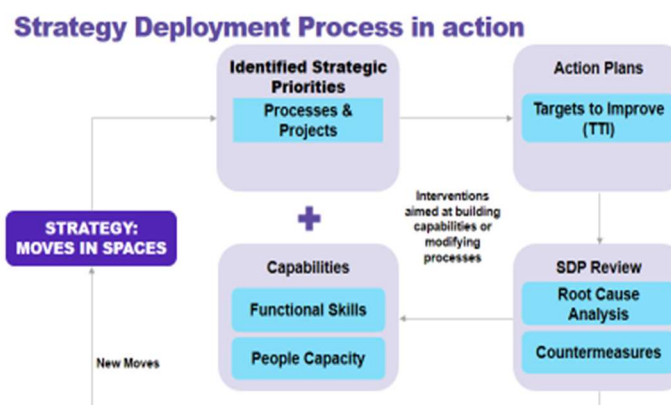 Strategy Deployment Process in action
Identified Strategic
Priorities
Processes &
Projects
Action Plans
Targets to Improve
(TTI)
STRATEGY:
MOVES IN SPACES
Interventions
aimed at building
capabilities or
modifying
processes
Capabilities
Functional Skills
People Capacity
SDP Review
Root Cause
Analysis
Countermeasures
New Moves